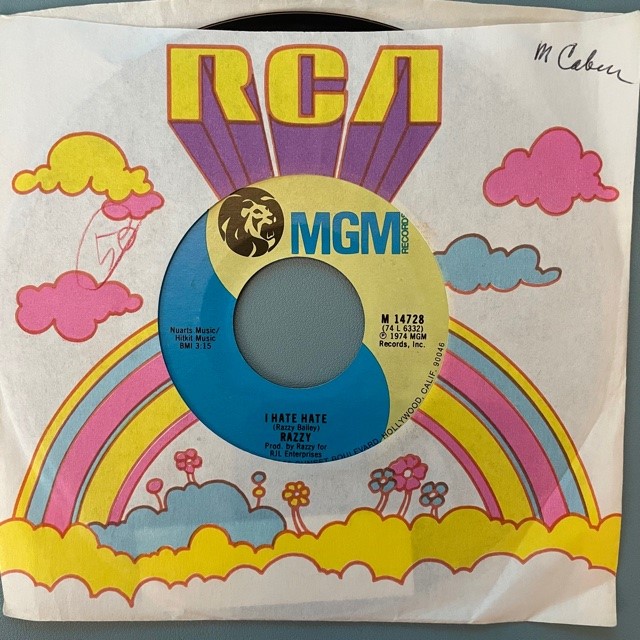 RCA
M Caben
MGM
RECORDS
M 14728
(74 L 6332)
℗ 1974 MGM
Records, Inc.
Nuarts Music/
Hitkit Music
BMI 3:15
I HATE HATE
(Razzy Bailey)
RAZZY
Prod. by Razzy for
RJL Enterprises
BOULEVARD, HOLLYWOOD, CALIF. 90046